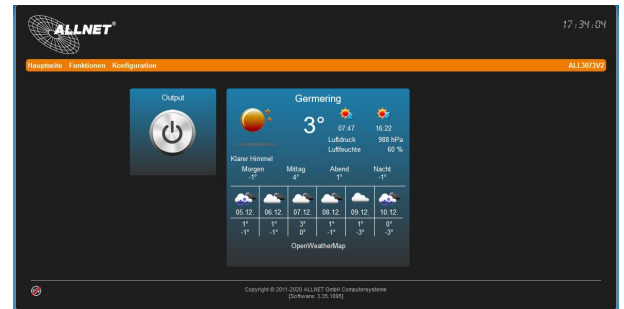 ALLNET®
17:34:04
Hauptseite Funktionen Konfiguration ALL3073V2
Output
Germering
3° 07:47 16:22
Luftdruck 988 hPa
Luftfeuchte 60 %
Klarer Himmel
Morgen Mittag Abend Nacht
-1° 4° 1° -1°
05.12. 06.12. 07.12. 08.12. 09.12. 10.12.
1° 1° 3° 1° 1° 0°
-1° -1° 0° -1° -3° -3°
OpenWeatherMap
Copyright © 2011-2020 ALLNET GmbH Computersysteme
[Software: 3.35.1095]